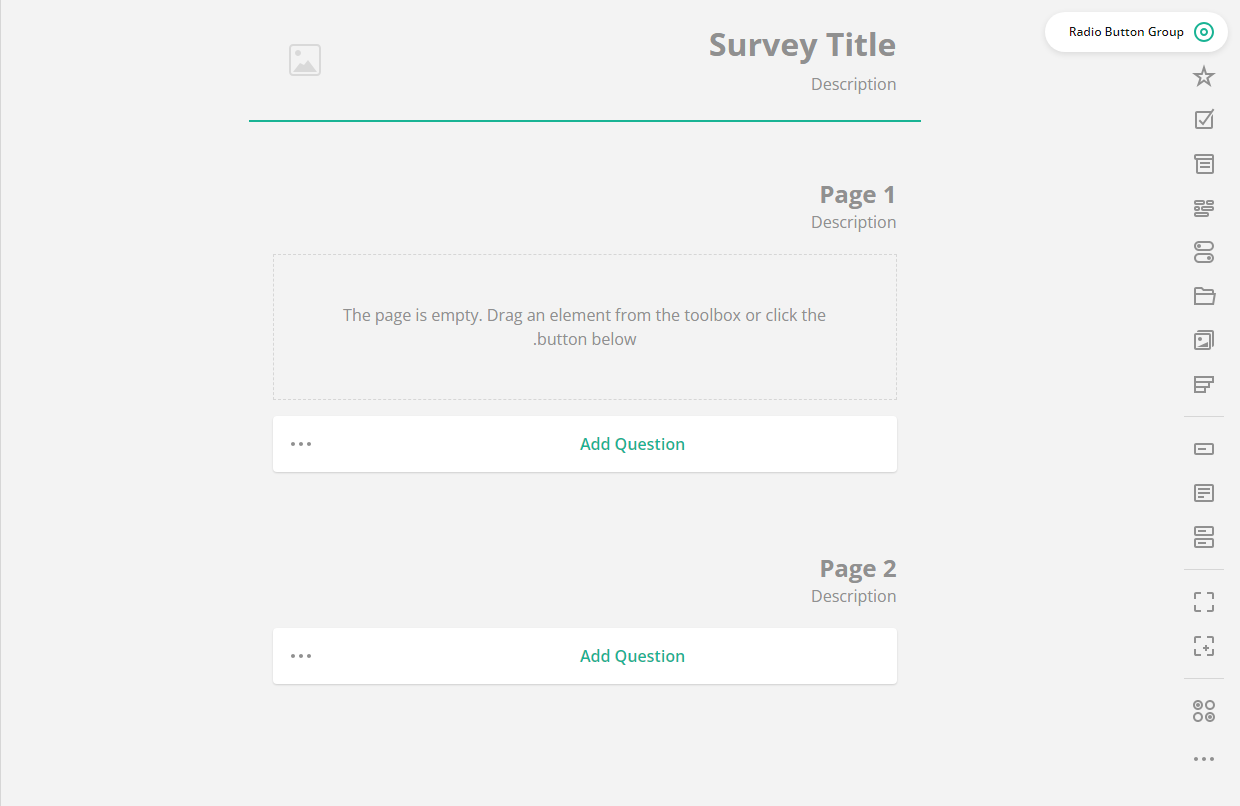 Radio Button Group
Survey Title
Description
Page 1
Description
The page is empty. Drag an element from the toolbox or click the
.button below
Add Question
Page 2
Description
Add Question